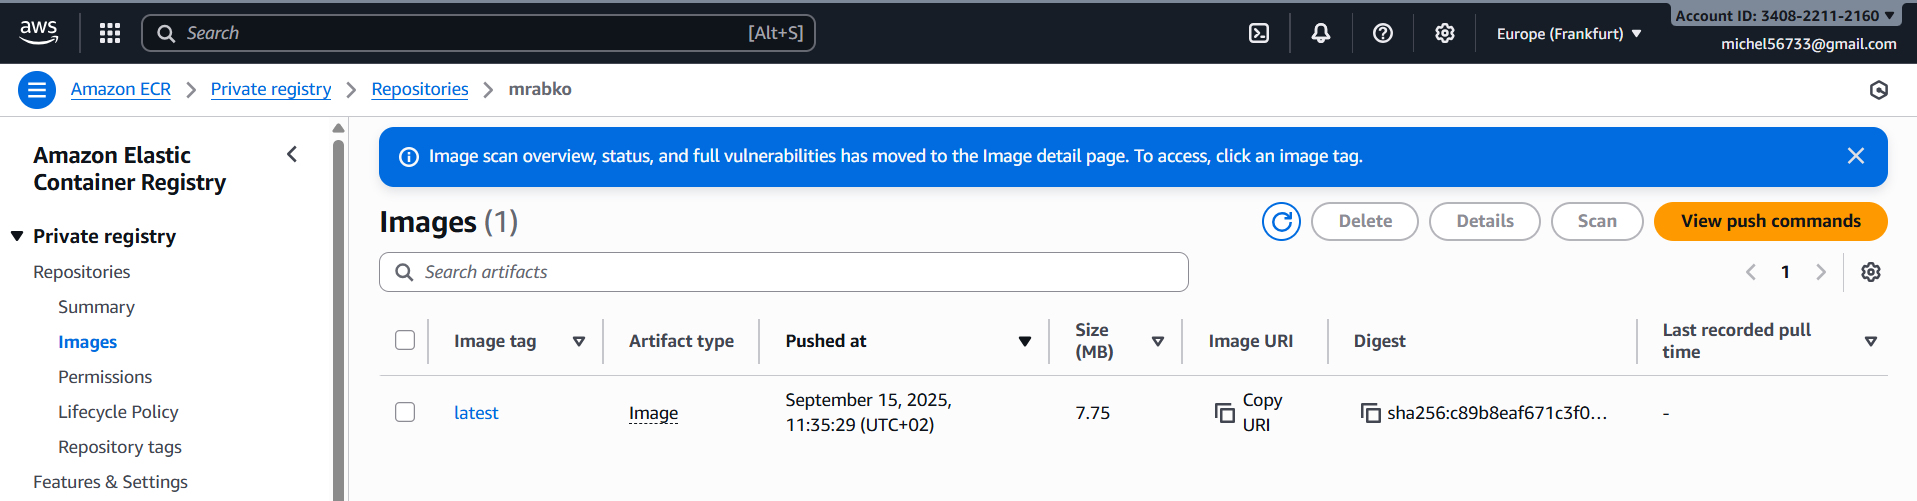 aws
Search [Alt+S]
Europe (Frankfurt)
Account ID: 3408-2211-2160
michel56733@gmail.com
Amazon ECR > Private registry > Repositories > mrabko
Amazon Elastic
Container Registry
Private registry
Repositories
Summary
Images
Permissions
Lifecycle Policy
Repository tags
Features & Settings
Image scan overview, status, and full vulnerabilities has moved to the Image detail page. To access, click an image tag.
Images (1)
Delete
Details
Scan
View push commands
Search artifacts
1
Image tag
Artifact type
Pushed at
Size
(MB)
Image URI
Digest
Last recorded pull
time
latest
Image
September 15, 2025,
11:35:29 (UTC+02)
7.75
Copy
URI
sha256:c89b8eaf671c3f0...
-